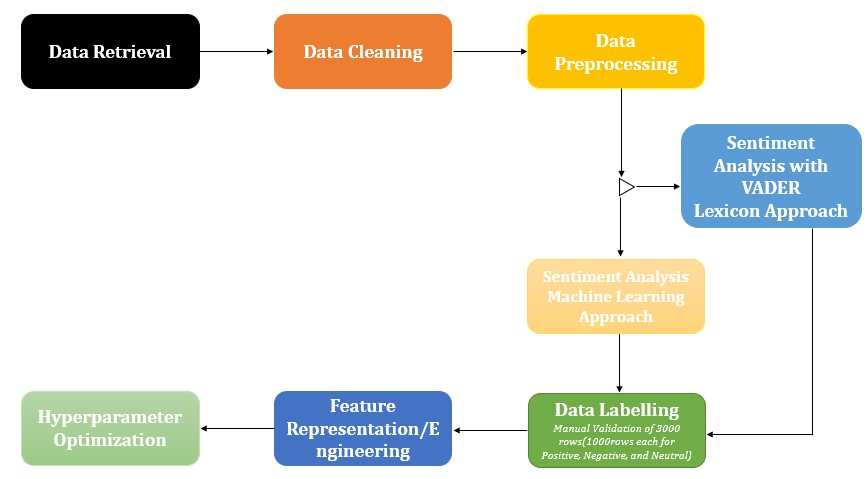 Data Retrieval
Data Cleaning
Data
Preprocessing
Sentiment
Analysis with
VADER
Lexicon Approach
Sentiment Analysis
Machine Learning
Approach
Hyperparameter
Optimization
Feature
Representation/E
ngineering
Data Labelling
Manual Validation of 3000
rows(1000rows each for
Positive, Negative, and Neutral)